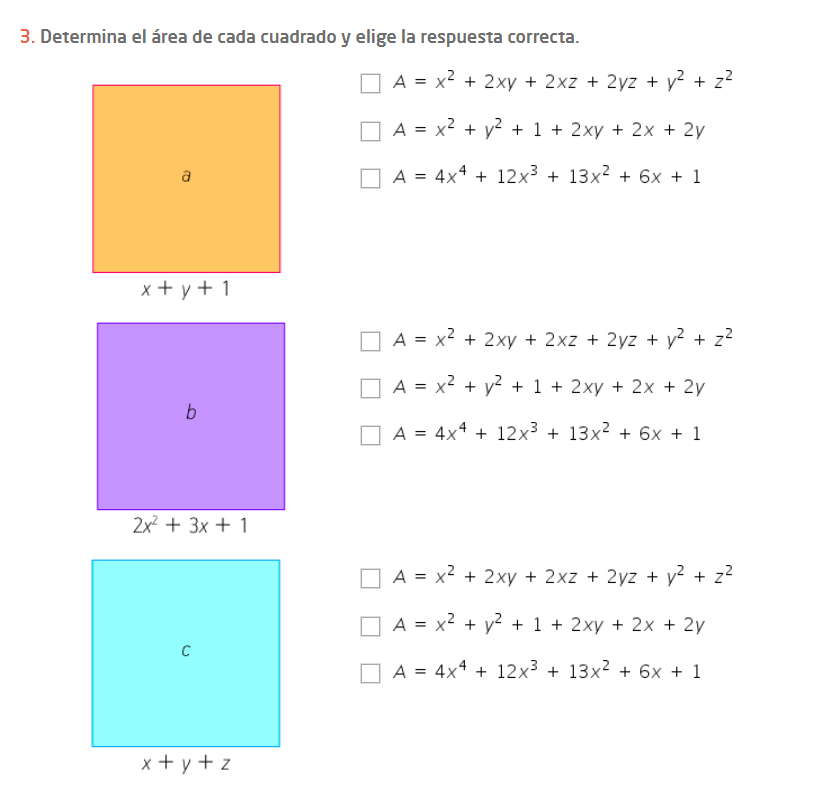 3. Determina el área de cada cuadrado y elige la respuesta correcta.
a
x + y + 1
A = x² + 2xy + 2xz + 2yz + y² + z²
A = x² + y² + 1 + 2xy + 2x + 2y
A = 4x⁴ + 12x³ + 13x² + 6x + 1
b
2x² + 3x + 1
A = x² + 2xy + 2xz + 2yz + y² + z²
A = x² + y² + 1 + 2xy + 2x + 2y
A = 4x⁴ + 12x³ + 13x² + 6x + 1
c
x + y + z
A = x² + 2xy + 2xz + 2yz + y² + z²
A = x² + y² + 1 + 2xy + 2x + 2y
A = 4x⁴ + 12x³ + 13x² + 6x + 1